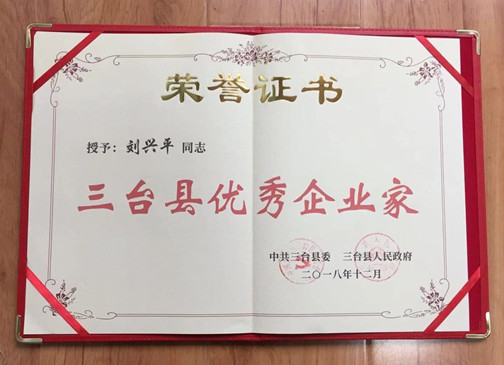 荣誉证书
授予：刘兴平 同志
三台县优秀企业家
中共三台县委 三台县人民政府
二〇一八年十二月